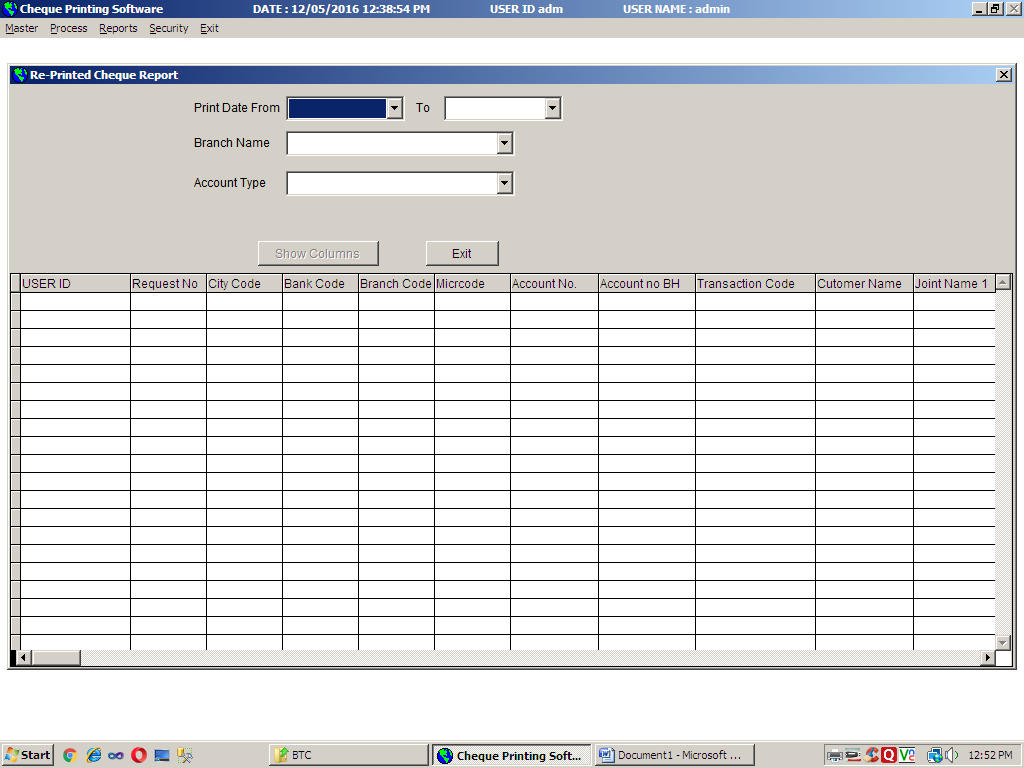 Cheque Printing Software DATE : 12/05/2016 12:38:54 PM USER ID adm USER NAME : admin
Master Process Reports Security Exit
Re-Printed Cheque Report
Print Date From To
Branch Name
Account Type
Show Columns Exit
USER ID Request No City Code Bank Code Branch Code Micrcode Account No. Account no BH Transaction Code Cutomer Name Joint Name 1
Start BTC Cheque Printing Soft... Document1 - Microsoft ... 12:52 PM